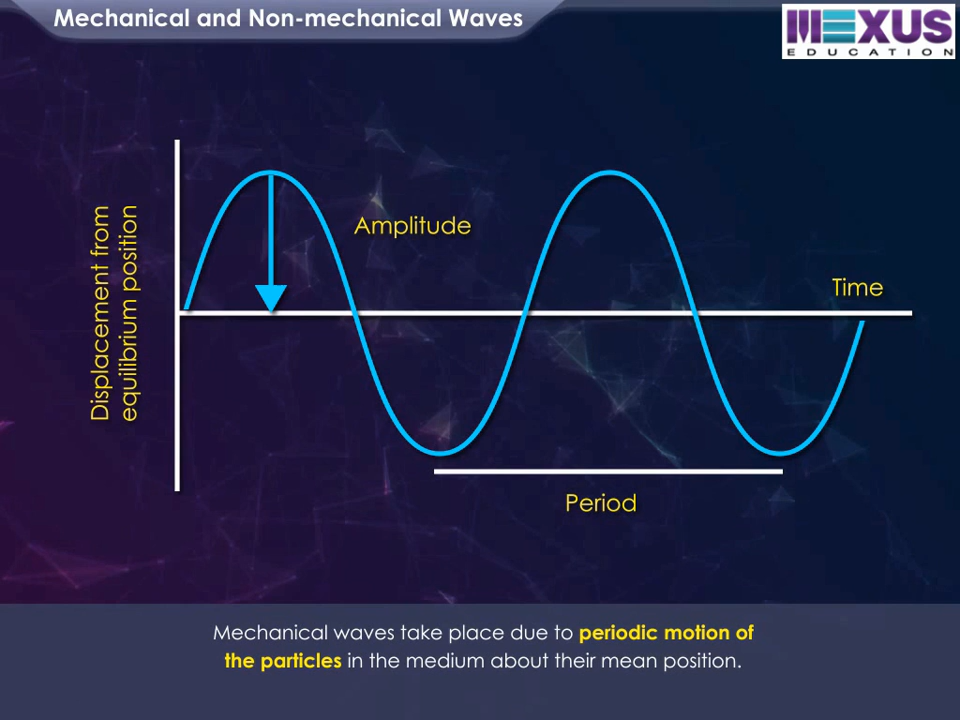 Mechanical and Non-mechanical Waves
MEXUS
EDUCATION
Displacement from
equilibrium position
Amplitude
Time
Period
Mechanical waves take place due to periodic motion of
the particles in the medium about their mean position.